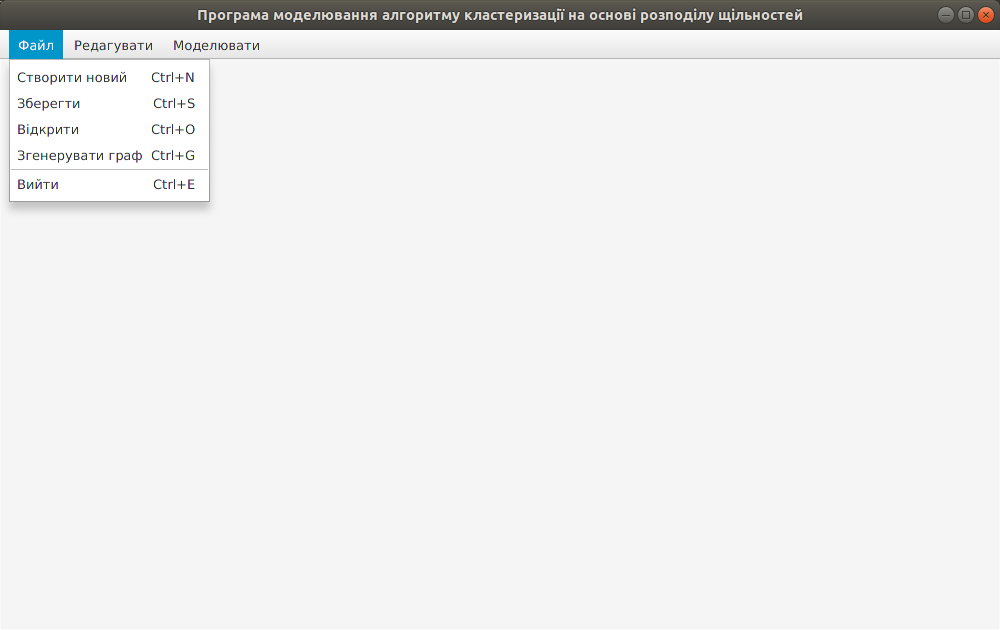 Програма моделювання алгоритму кластеризації на основі розподілу щільностей
Файл Редагувати Моделювати
Створити новий Ctrl+N
Зберегти Ctrl+S
Відкрити Ctrl+O
Згенерувати граф Ctrl+G
Вийти Ctrl+E